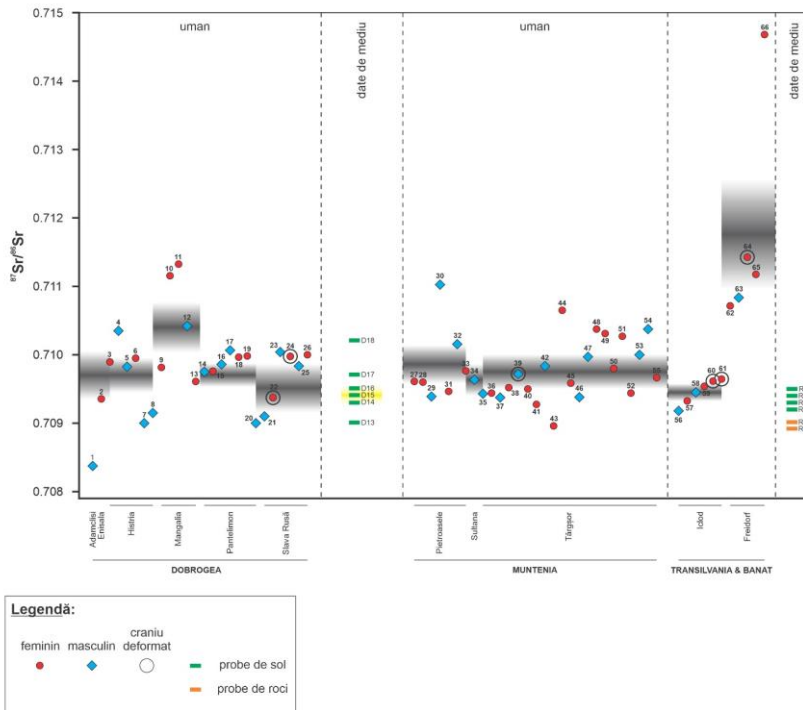 uman
date de mediu
uman
date de mediu
0.715
0.714
0.713
0.712
0.711
0.710
0.709
0.708
⁸⁷Sr/⁸⁶Sr
1
2
3
4
5
6
7
8
9
10
11
12
13
14
16
17
18
19
20
21
23
24
25
26
D18
D17
D16
D15
D14
D13
27
28
29
30
31
32
33
34
35
36
37
38
39
40
41
42
43
44
45
46
47
48
49
50
51
52
53
54
55
56
57
58
59
60
61
62
63
64
65
66
R
R
R
R
R
Adamclisi
Enisala
Histria
Mangalia
Pantelimon
Slava Rusă
Pietroasele
Sultana
Târgșor
Iclod
Freidorf
DOBROGEA
MUNTENIA
TRANSILVANIA & BANAT
Legendă:
feminin
masculin
craniu
deformat
probe de sol
probe de roci